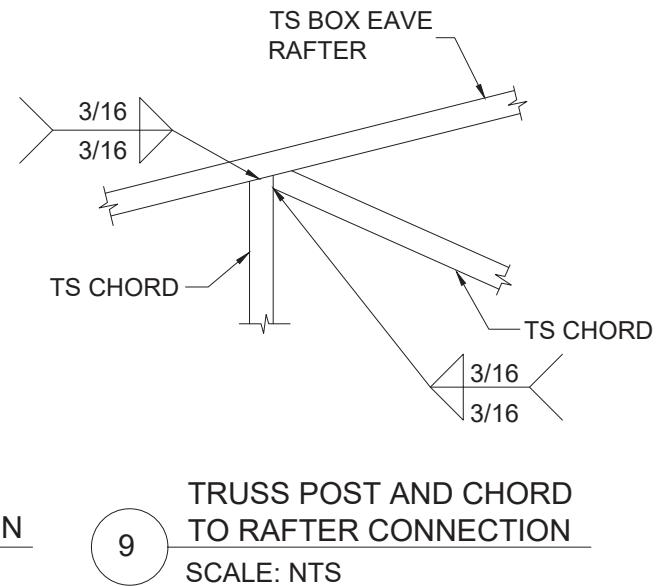 TS BOX EAVE
RAFTER
3/16
3/16
TS CHORD
TS CHORD
3/16
3/16
N
9
TRUSS POST AND CHORD
TO RAFTER CONNECTION
SCALE: NTS